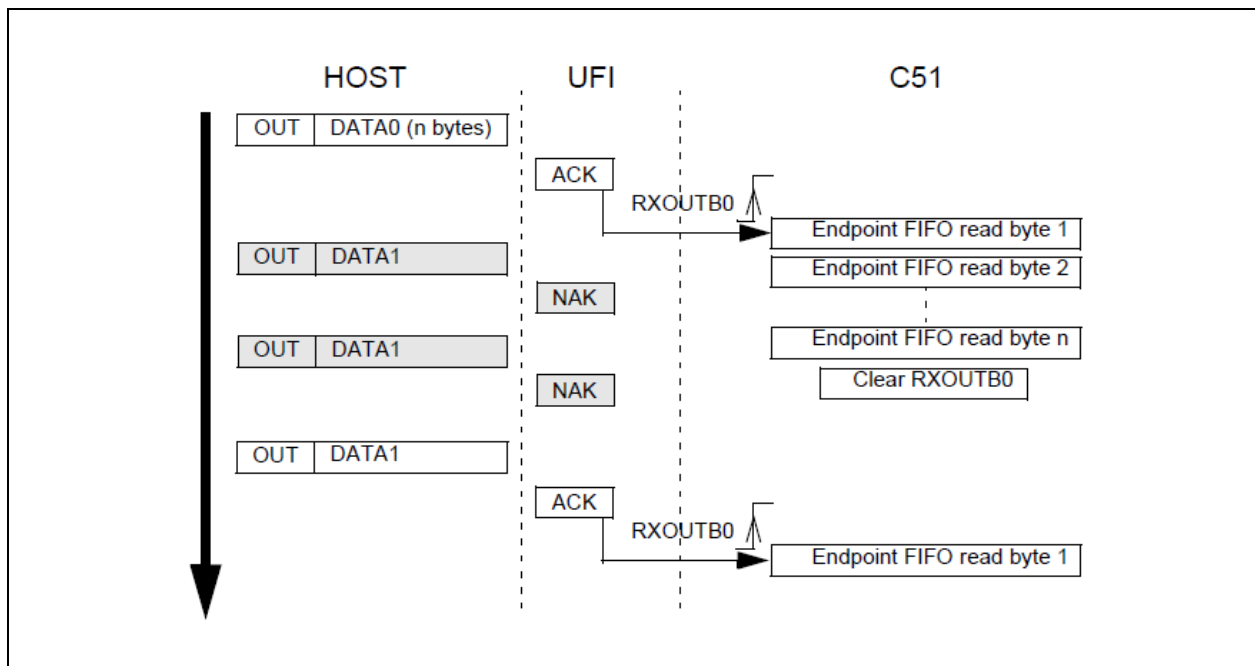 HOST UFI C51
OUT DATA0 (n bytes)
ACK
RXOUTB0
Endpoint FIFO read byte 1
OUT DATA1
Endpoint FIFO read byte 2
NAK
OUT DATA1
Endpoint FIFO read byte n
NAK
Clear RXOUTB0
OUT DATA1
ACK
RXOUTB0
Endpoint FIFO read byte 1